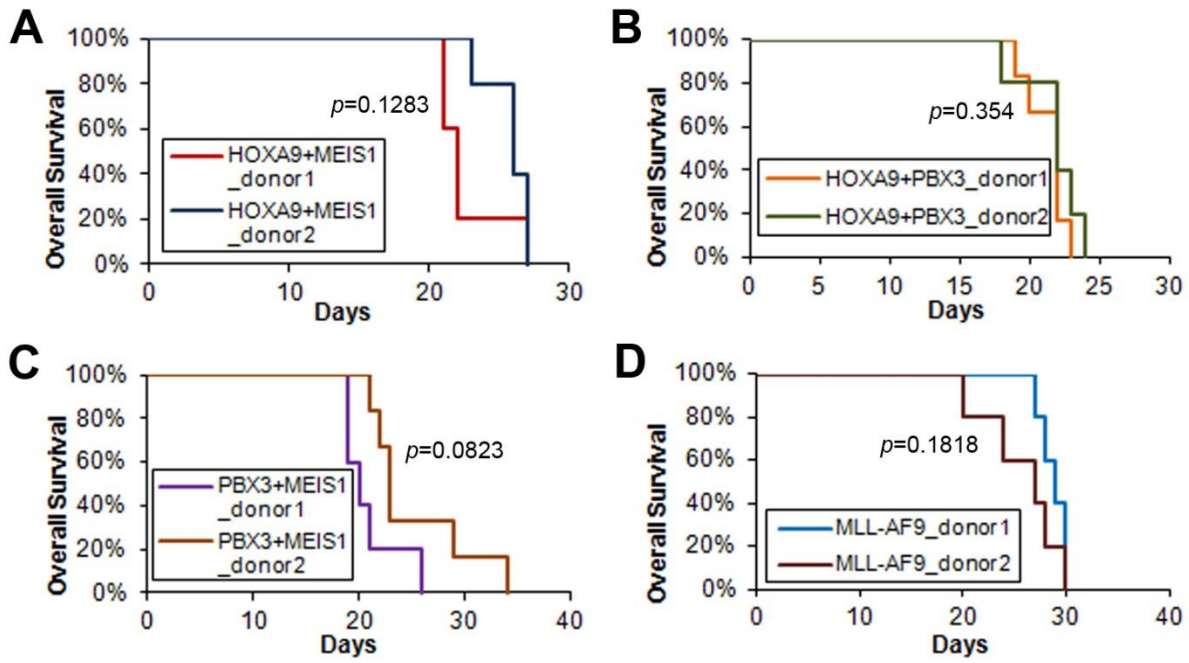 A
Overall Survival
100%
80%
60%
40%
20%
0%
p=0.1283
HOXA9+MEIS1
_donor1
HOXA9+MEIS1
_donor2
0
10
20
30
Days
B
Overall Survival
100%
80%
60%
40%
20%
0%
p=0.354
HOXA9+PBX3_donor1
HOXA9+PBX3_donor2
0
5
10
15
20
25
30
Days
C
Overall Survival
100%
80%
60%
40%
20%
0%
p=0.0823
PBX3+MEIS1
_donor1
PBX3+MEIS1
_donor2
0
10
20
30
40
Days
D
Overall Survival
100%
80%
60%
40%
20%
0%
p=0.1818
MLL-AF9_donor1
MLL-AF9_donor2
0
10
20
30
40
Days